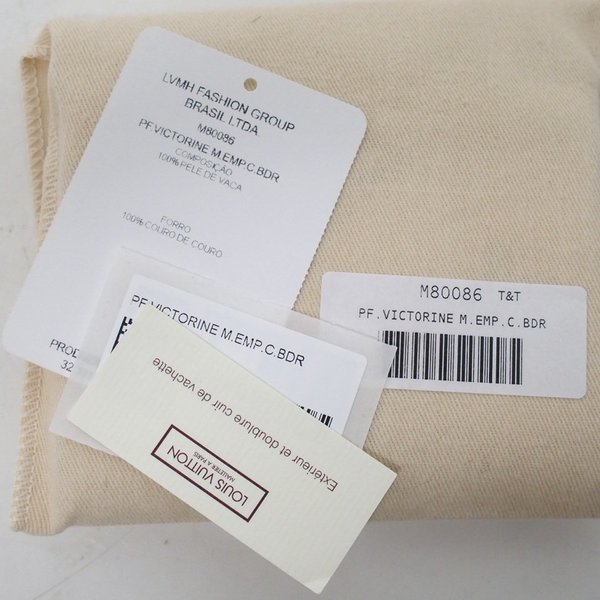 LVMH FASHION GROUP
BRASIL LTDA
M80086
PF.VICTORINE M.EMP.C.BDR
COMPOSIÇÃO
100% PELE DE VACA
FORRO
100% COURO DE COURO
PROD
32
PF.VICTORINE M.EMP.C.BDR
M80086 T&T
PF.VICTORINE M.EMP.C.BDR
Extérieur et doublure cuir de vachette
LOUIS VUITTON
MALLETIER À PARIS